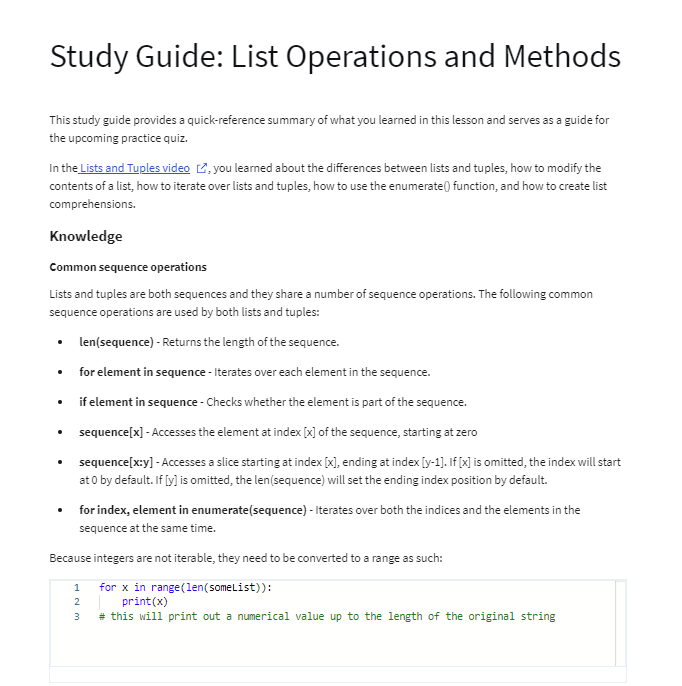 Study Guide: List Operations and Methods
This study guide provides a quick-reference summary of what you learned in this lesson and serves as a guide for
the upcoming practice quiz.
In the Lists and Tuples video , you learned about the differences between lists and tuples, how to modify the
contents of a list, how to iterate over lists and tuples, how to use the enumerate() function, and how to create list
comprehensions.
Knowledge
Common sequence operations
Lists and tuples are both sequences and they share a number of sequence operations. The following common
sequence operations are used by both lists and tuples:
• len(sequence) - Returns the length of the sequence.
• for element in sequence - Iterates over each element in the sequence.
• if element in sequence - Checks whether the element is part of the sequence.
• sequence[x] - Accesses the element at index [x] of the sequence, starting at zero
• sequence[x:y] - Accesses a slice starting at index [x], ending at index [y-1]. If [x] is omitted, the index will start
at 0 by default. If [y] is omitted, the len(sequence) will set the ending index position by default.
• for index, element in enumerate(sequence) - Iterates over both the indices and the elements in the
sequence at the same time.
Because integers are not iterable, they need to be converted to a range as such:
1 for x in range(len(someList)):
2 print(x)
3 # this will print out a numerical value up to the length of the original string